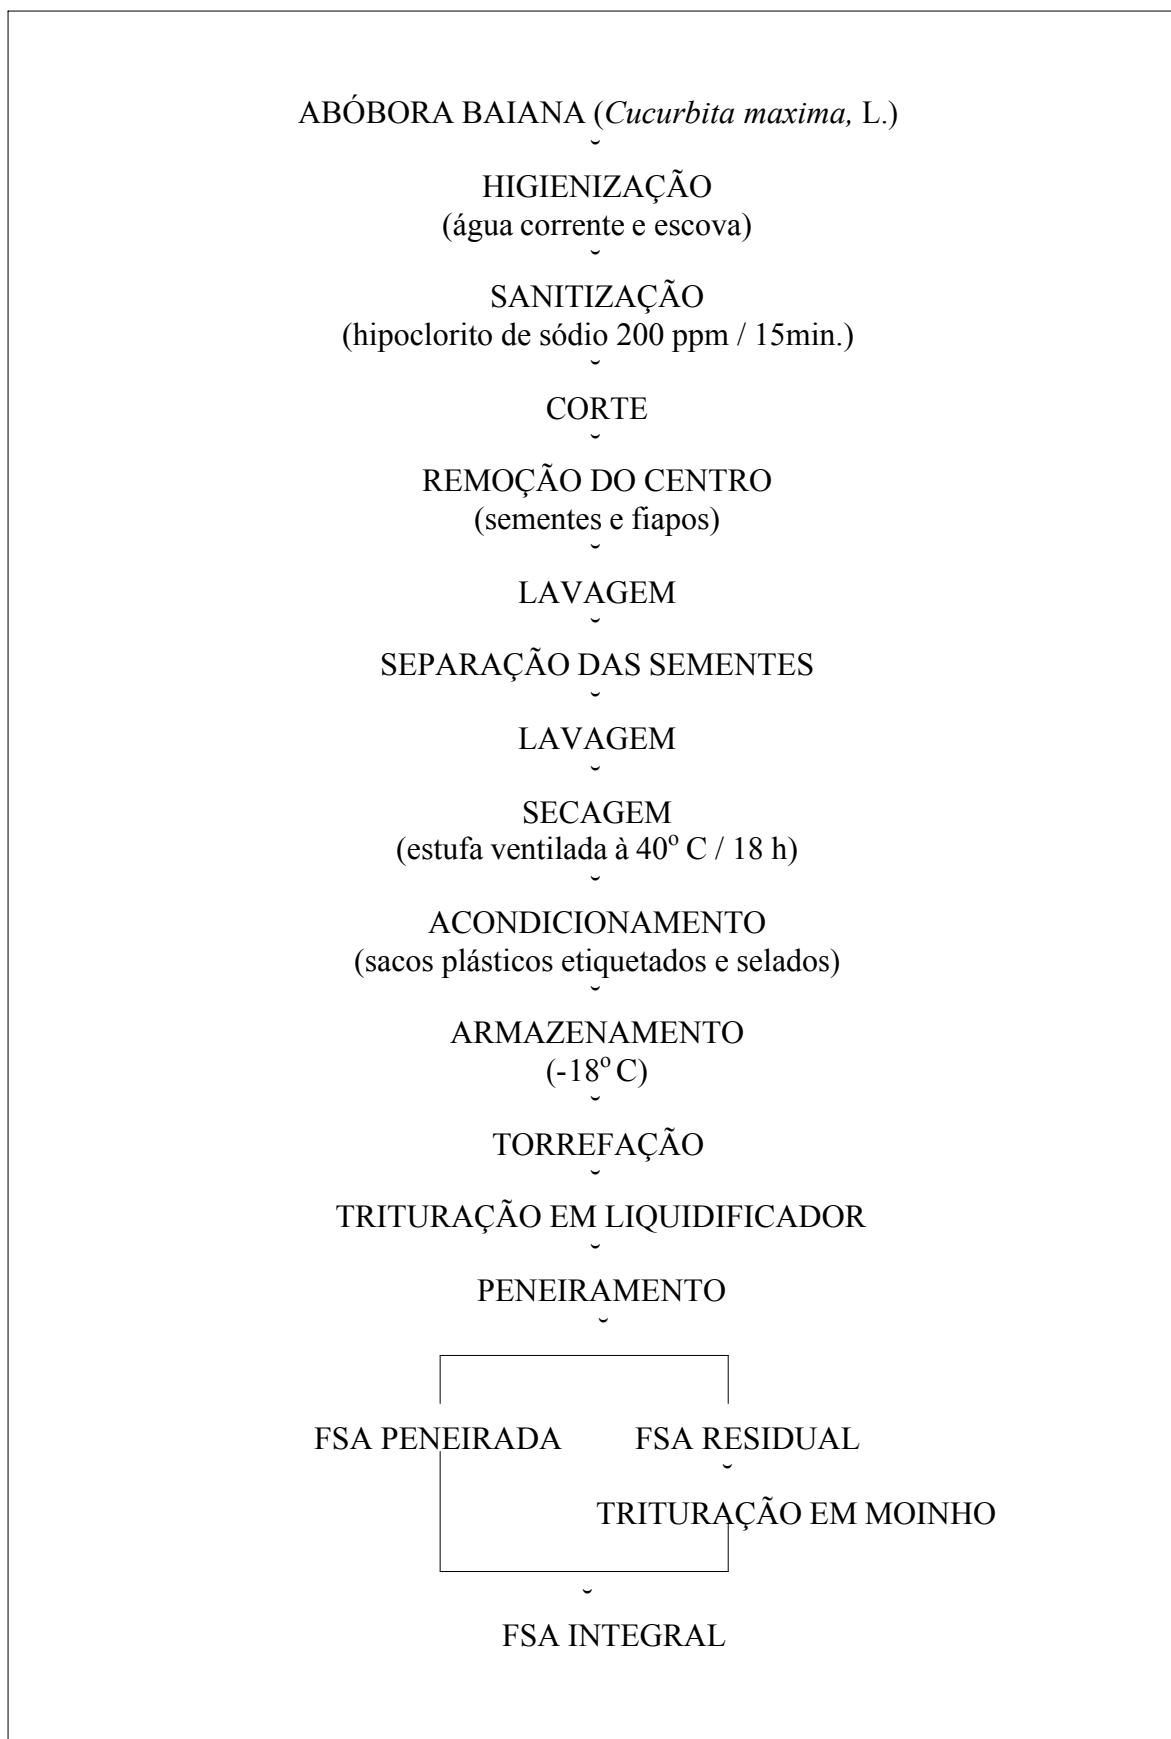 ABÓBORA BAIANA (Cucurbita maxima, L.)
˘
HIGIENIZAÇÃO
(água corrente e escova)
˘
SANITIZAÇÃO
(hipoclorito de sódio 200 ppm / 15min.)
˘
CORTE
˘
REMOÇÃO DO CENTRO
(sementes e fiapos)
˘
LAVAGEM
˘
SEPARAÇÃO DAS SEMENTES
˘
LAVAGEM
˘
SECAGEM
(estufa ventilada à 40º C / 18 h)
˘
ACONDICIONAMENTO
(sacos plásticos etiquetados e selados)
˘
ARMAZENAMENTO
(-18º C)
˘
TORREFAÇÃO
˘
TRITURAÇÃO EM LIQUIDIFICADOR
˘
PENEIRAMENTO
˘
FSA PENEIRADA FSA RESIDUAL
˘
TRITURAÇÃO EM MOINHO
˘
FSA INTEGRAL